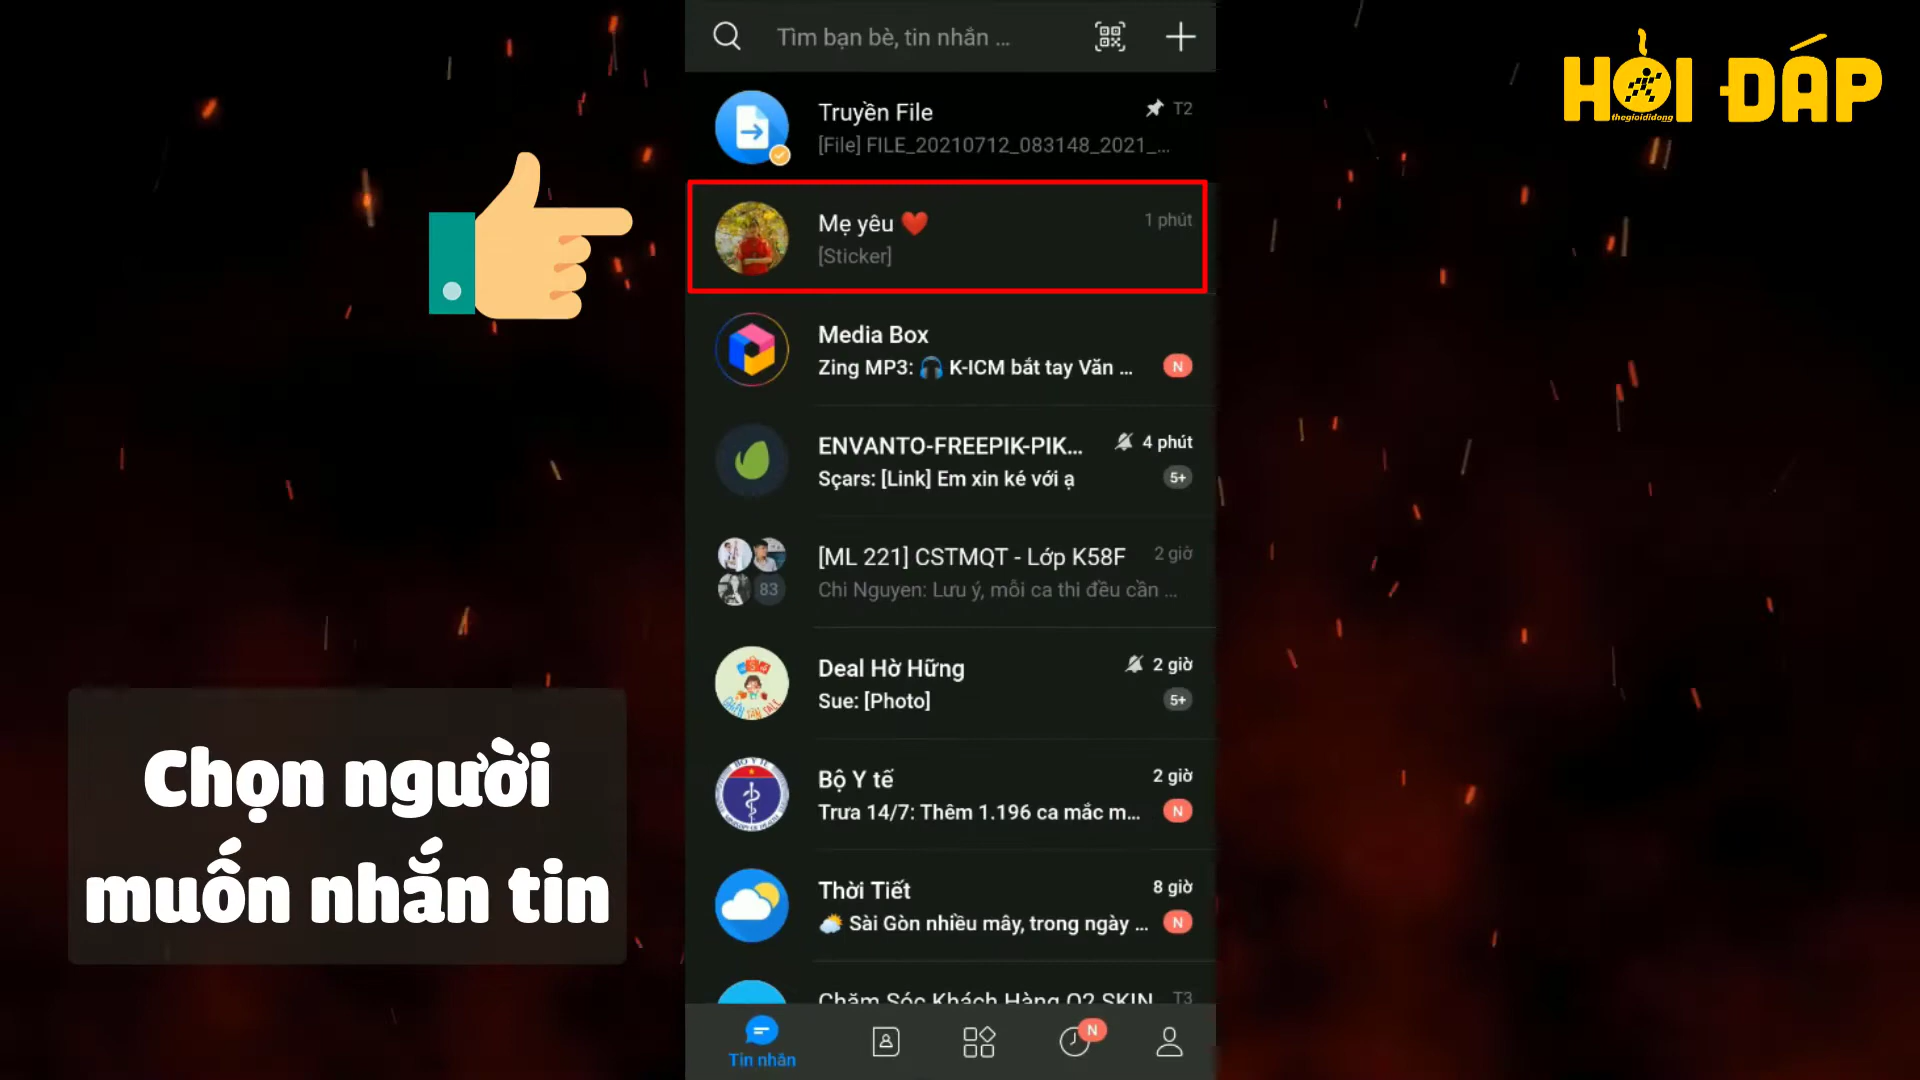 Tìm bạn bè, tin nhắn ...
HỎI ĐÁP
thegioididong
Truyền File
T2
[File] FILE_20210712_083148_2021_...
Mẹ yêu ❤️
1 phút
[Sticker]
Media Box
Zing MP3: 🎧 K-ICM bắt tay Văn ...
N
ENVANTO-FREEPIK-PIK...
4 phút
Sçars: [Link] Em xin ké với ạ
5+
[ML 221] CSTMQT - Lớp K58F
2 giờ
83
Chi Nguyen: Lưu ý, mỗi ca thi đều cần ...
Deal Hờ Hững
2 giờ
Sue: [Photo]
5+
Bộ Y tế
2 giờ
Trưa 14/7: Thêm 1.196 ca mắc m...
N
Thời Tiết
8 giờ
🌤 Sài Gòn nhiều mây, trong ngày ...
N
Chăm Sóc Khách Hàng O2 SKIN
T3
N
Tin nhắn
Chọn người
muốn nhắn tin